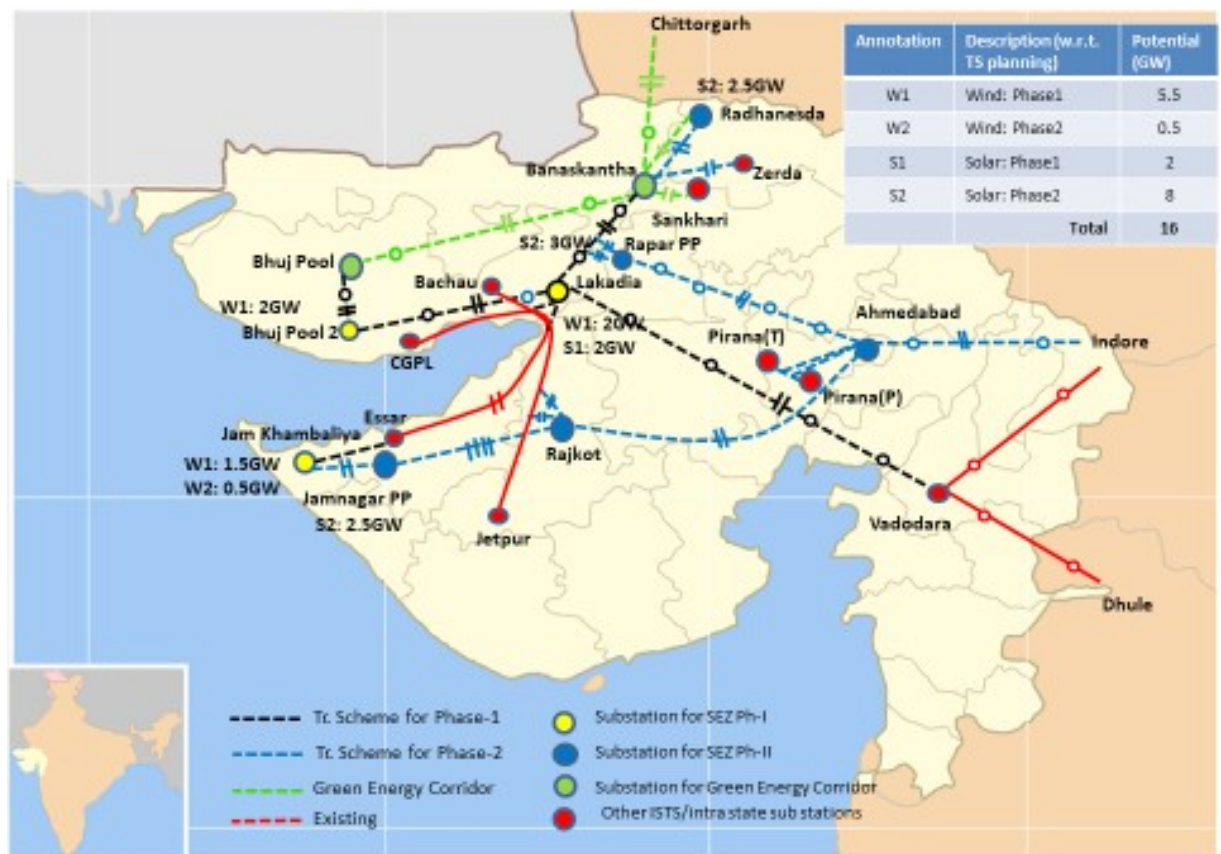 Chittorgarh
S2: 2.5GW
Radhanesda
Banaskantha
Zerda
Sankhari
S2: 3GW
Rapar PP
Bhuj Pool
Bachau
Lakadia
W1: 2GW
Bhuj Pool 2
W1: 2GW
S1: 2GW
CGPL
Ahmedabad
Pirana(T)
Indore
Pirana(P)
Essar
Jam Khambaliya
W1: 1.5GW
W2: 0.5GW
Rajkot
Jamnagar PP
S2: 2.5GW
Jetpur
Vadodara
Dhule
Annotation Description (w.r.t. TS planning) Potential (GW)
W1 Wind: Phase1 5.5
W2 Wind: Phase2 0.5
S1 Solar: Phase1 2
S2 Solar: Phase2 8
Total 16
Tr. Scheme for Phase-1
Substation for SEZ Ph-I
Tr. Scheme for Phase-2
Substation for SEZ Ph-II
Green Energy Corridor
Substation for Green Energy Corridor
Existing
Other ISTS/Intra state sub stations